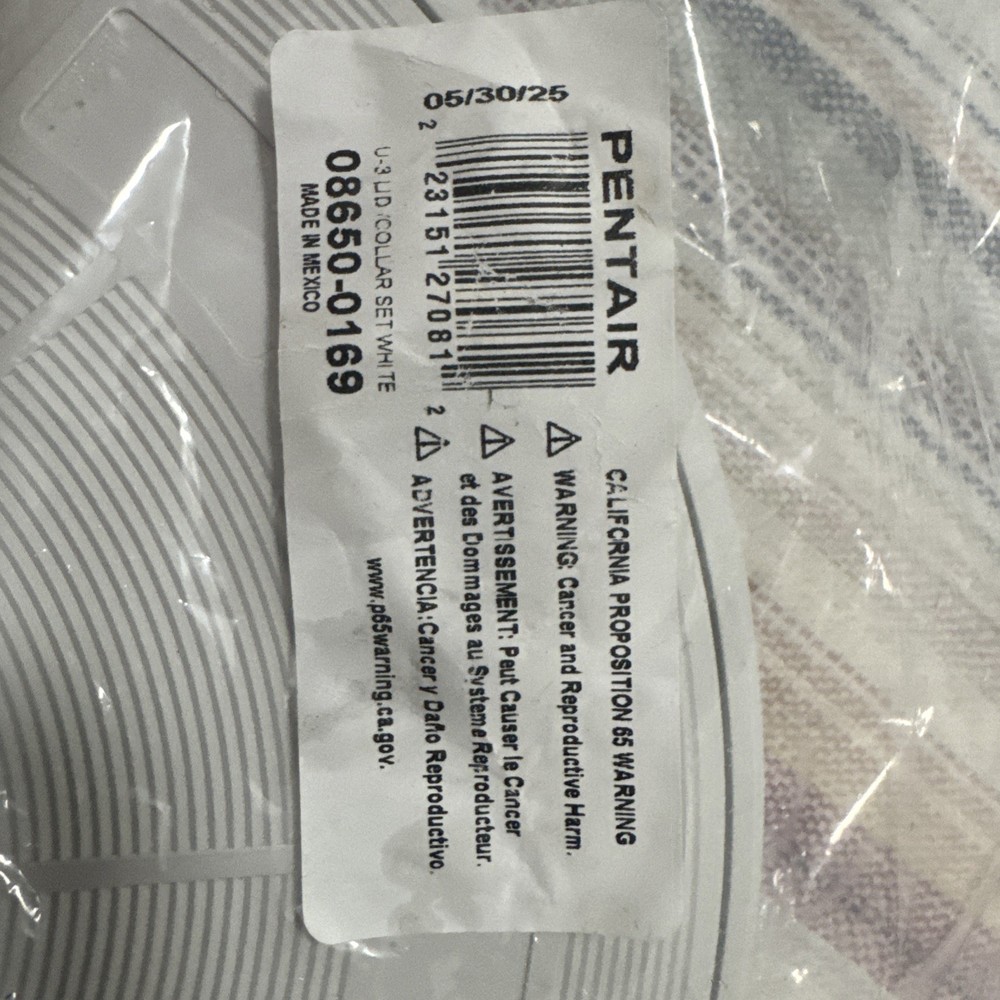 05/30/25
PENTAIR
2 23151 27081 2
U-3 LID/COLLAR SET WHITE
08650-0169
MADE IN MEXICO
CALIFORNIA PROPOSITION 65 WARNING
⚠ WARNING: Cancer and Reproductive Harm.
⚠ AVERTISSEMENT: Peut Causer le Cancer
et des Dommages au Systeme Reproducteur.
⚠ ADVERTENCIA:Cancer y Daño Reproductivo.
www.p65warning.ca.gov.